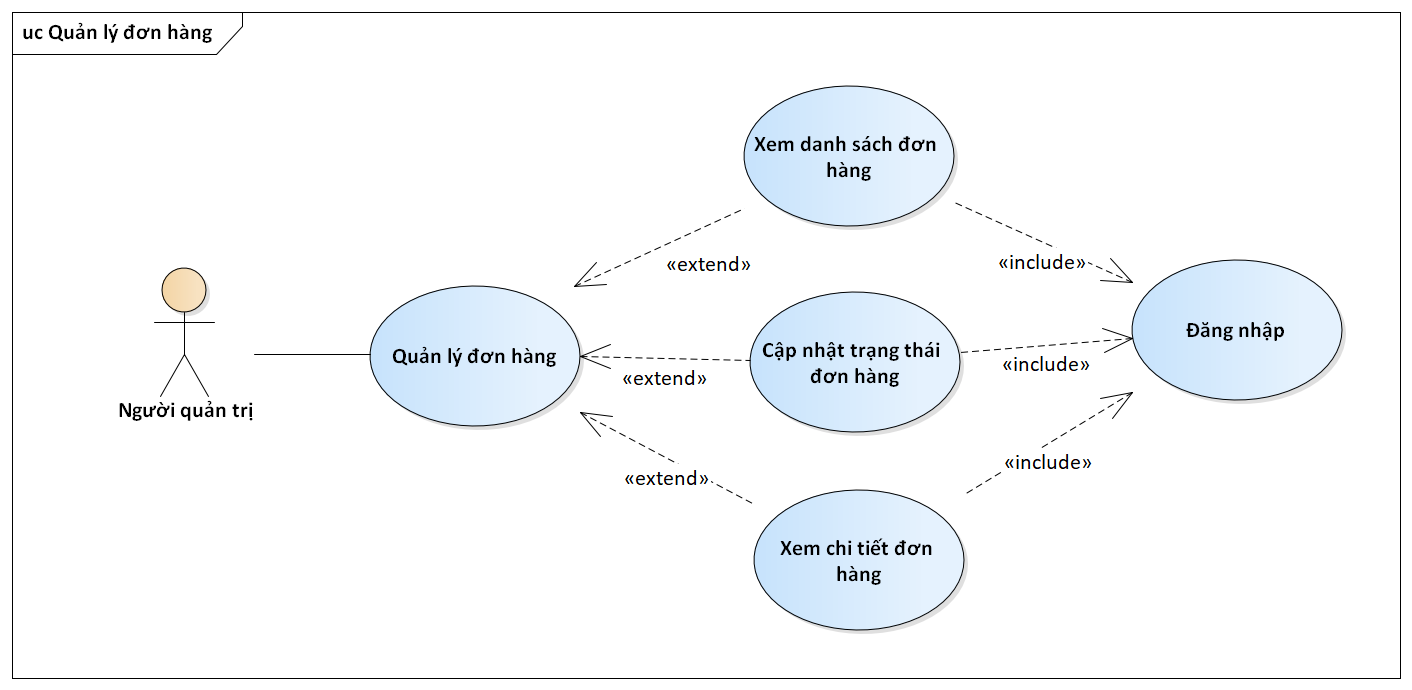 uc Quản lý đơn hàng
Xem danh sách đơn
hàng
«extend»
«include»
Quản lý đơn hàng
Cập nhật trạng thái
đơn hàng
Đăng nhập
«extend»
«include»
Người quản trị
«extend»
«include»
Xem chi tiết đơn
hàng